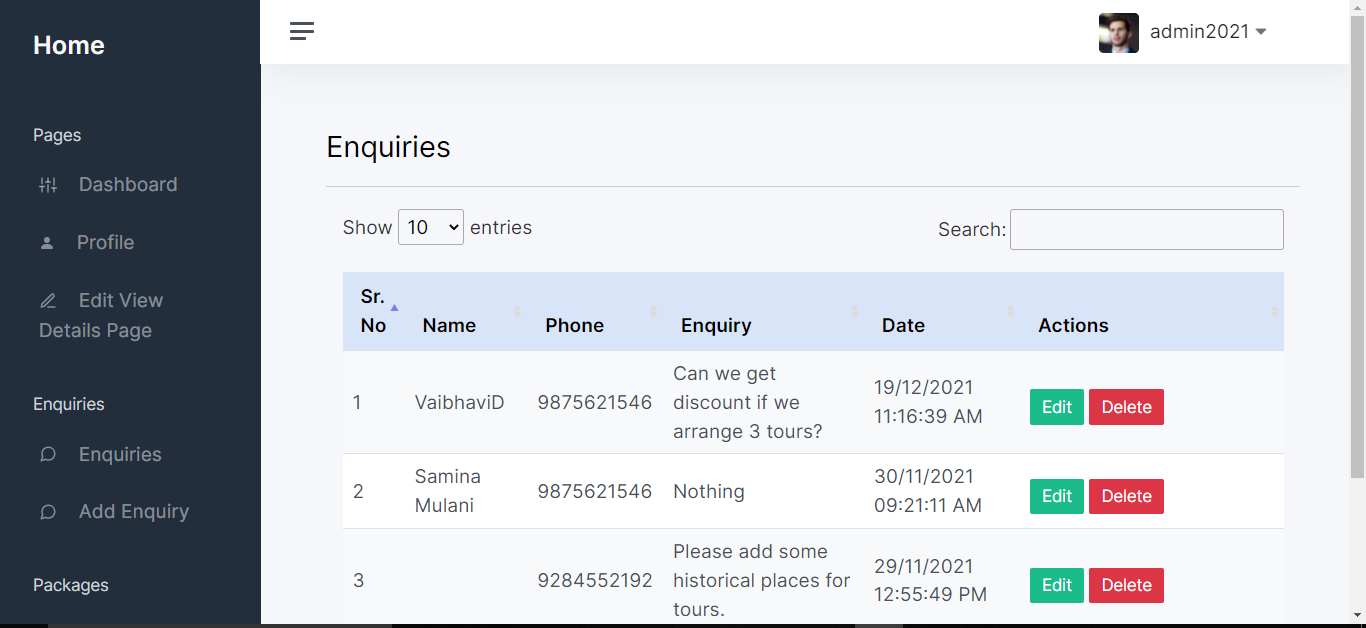 Home
admin2021
Pages
Dashboard
Profile
Edit View
Details Page
Enquiries
Enquiries
Add Enquiry
Packages
Enquiries
Show 10 entries
Search:
Sr.
No Name Phone Enquiry Date Actions
1 VaibhaviD 9875621546 Can we get
discount if we
arrange 3 tours? 19/12/2021
11:16:39 AM Edit Delete
2 Samina
Mulani 9875621546 Nothing 30/11/2021
09:21:11 AM Edit Delete
3 9284552192 Please add some
historical places for
tours. 29/11/2021
12:55:49 PM Edit Delete